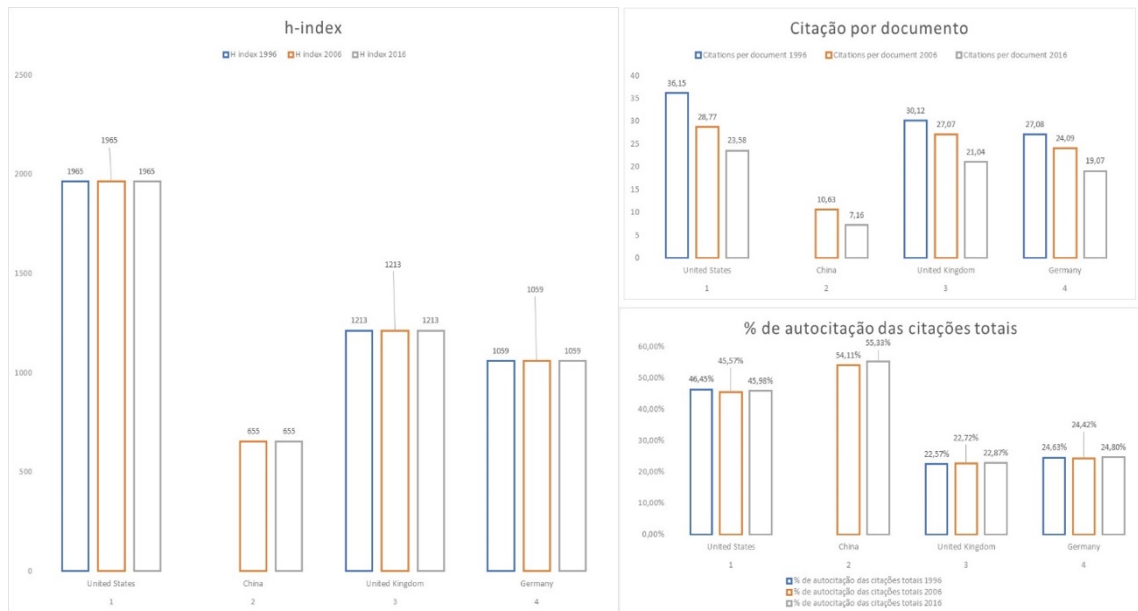 h-index
H index 1996 H index 2006 H index 2016
2500
2000
1500
1000
500
0
1965 1965 1965
655 655
1213 1213 1213
1059 1059 1059
United States China United Kingdom Germany
1 2 3 4
Citação por documento
Citations per document 1996 Citations per document 2006 Citations per document 2016
40
35
30
25
20
15
10
5
0
36,15 28,77 23,58
10,63 7,16
30,12 27,07 21,04
27,08 24,09 19,07
United States China United Kingdom Germany
1 2 3 4
% de autocitação das citações totais
60,00%
50,00%
40,00%
30,00%
20,00%
10,00%
0,00%
46,45% 45,57% 45,98%
54,11% 55,33%
22,57% 22,72% 22,87%
24,63% 24,42% 24,80%
United States China United Kingdom Germany
1 2 3 4
% de autocitação das citações totais 1996
% de autocitação das citações totais 2006
% de autocitação das citações totais 2016